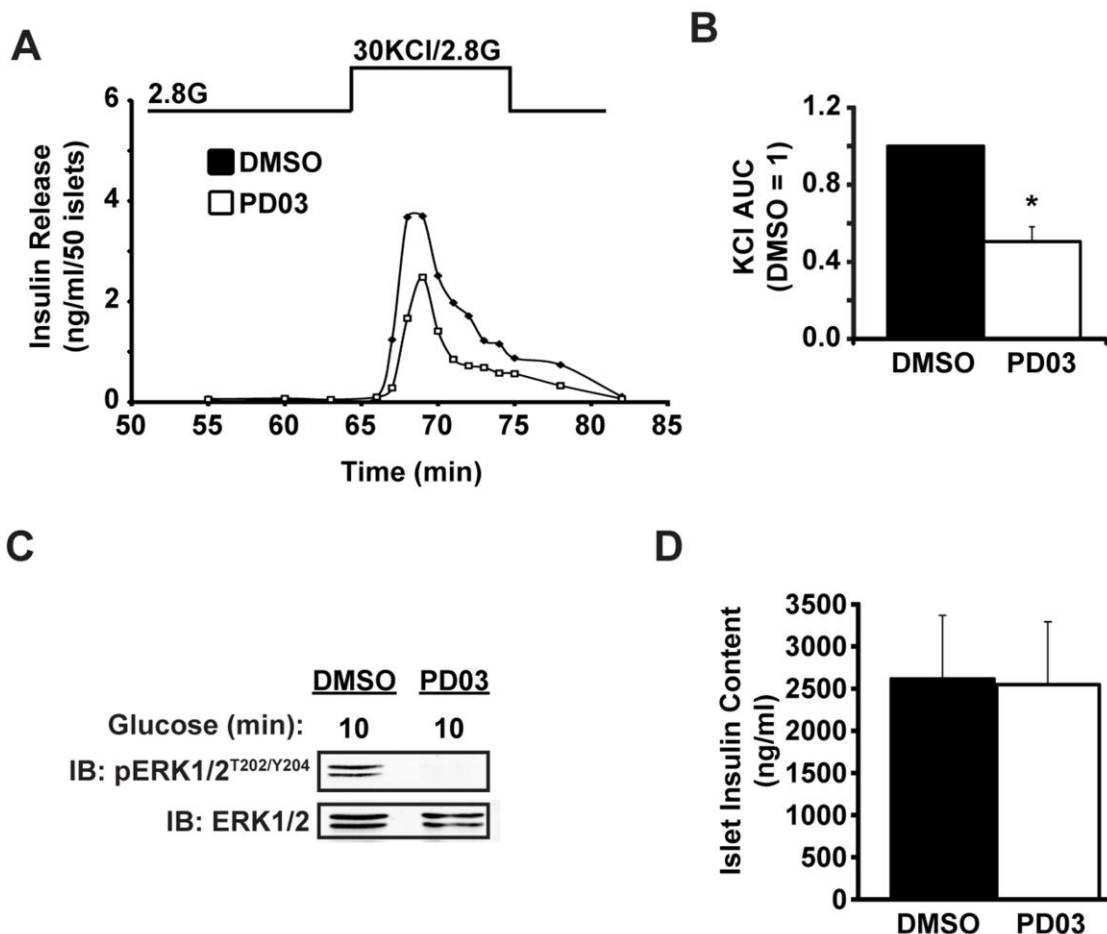 A
30KCl/2.8G
2.8G
6
4
2
0
Insulin Release
(ng/ml/50 islets)
DMSO
PD03
50 55 60 65 70 75 80 85
Time (min)
B
1.2
0.8
0.4
0.0
KCl AUC
(DMSO = 1)
*
DMSO PD03
C
DMSO PD03
Glucose (min): 10 10
IB: pERK1/2T202/Y204
IB: ERK1/2
D
3500
3000
2500
2000
1500
1000
500
0
Islet Insulin Content
(ng/ml)
DMSO PD03